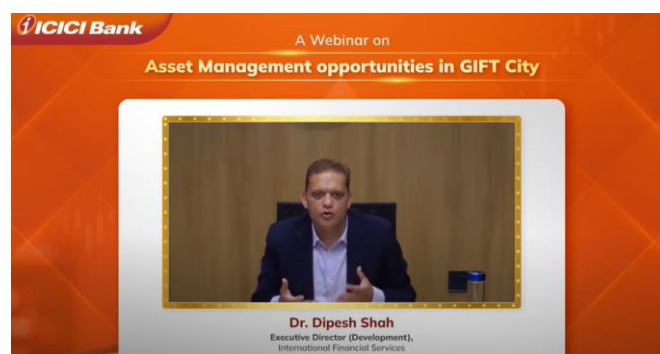 ICICI Bank
A Webinar on
Asset Management opportunities in GIFT City
Dr. Dipesh Shah
Executive Director (Development),
International Financial Services